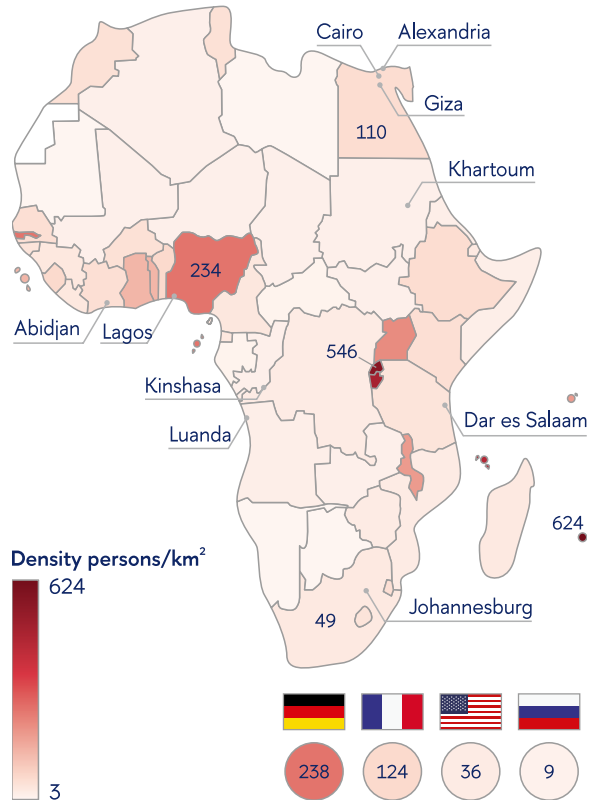 Cairo
Alexandria
Giza
110
Khartoum
234
Abidjan
Lagos
546
Kinshasa
Dar es Salaam
Luanda
624
Density persons/km²
624
Johannesburg
49
3
238
124
36
9